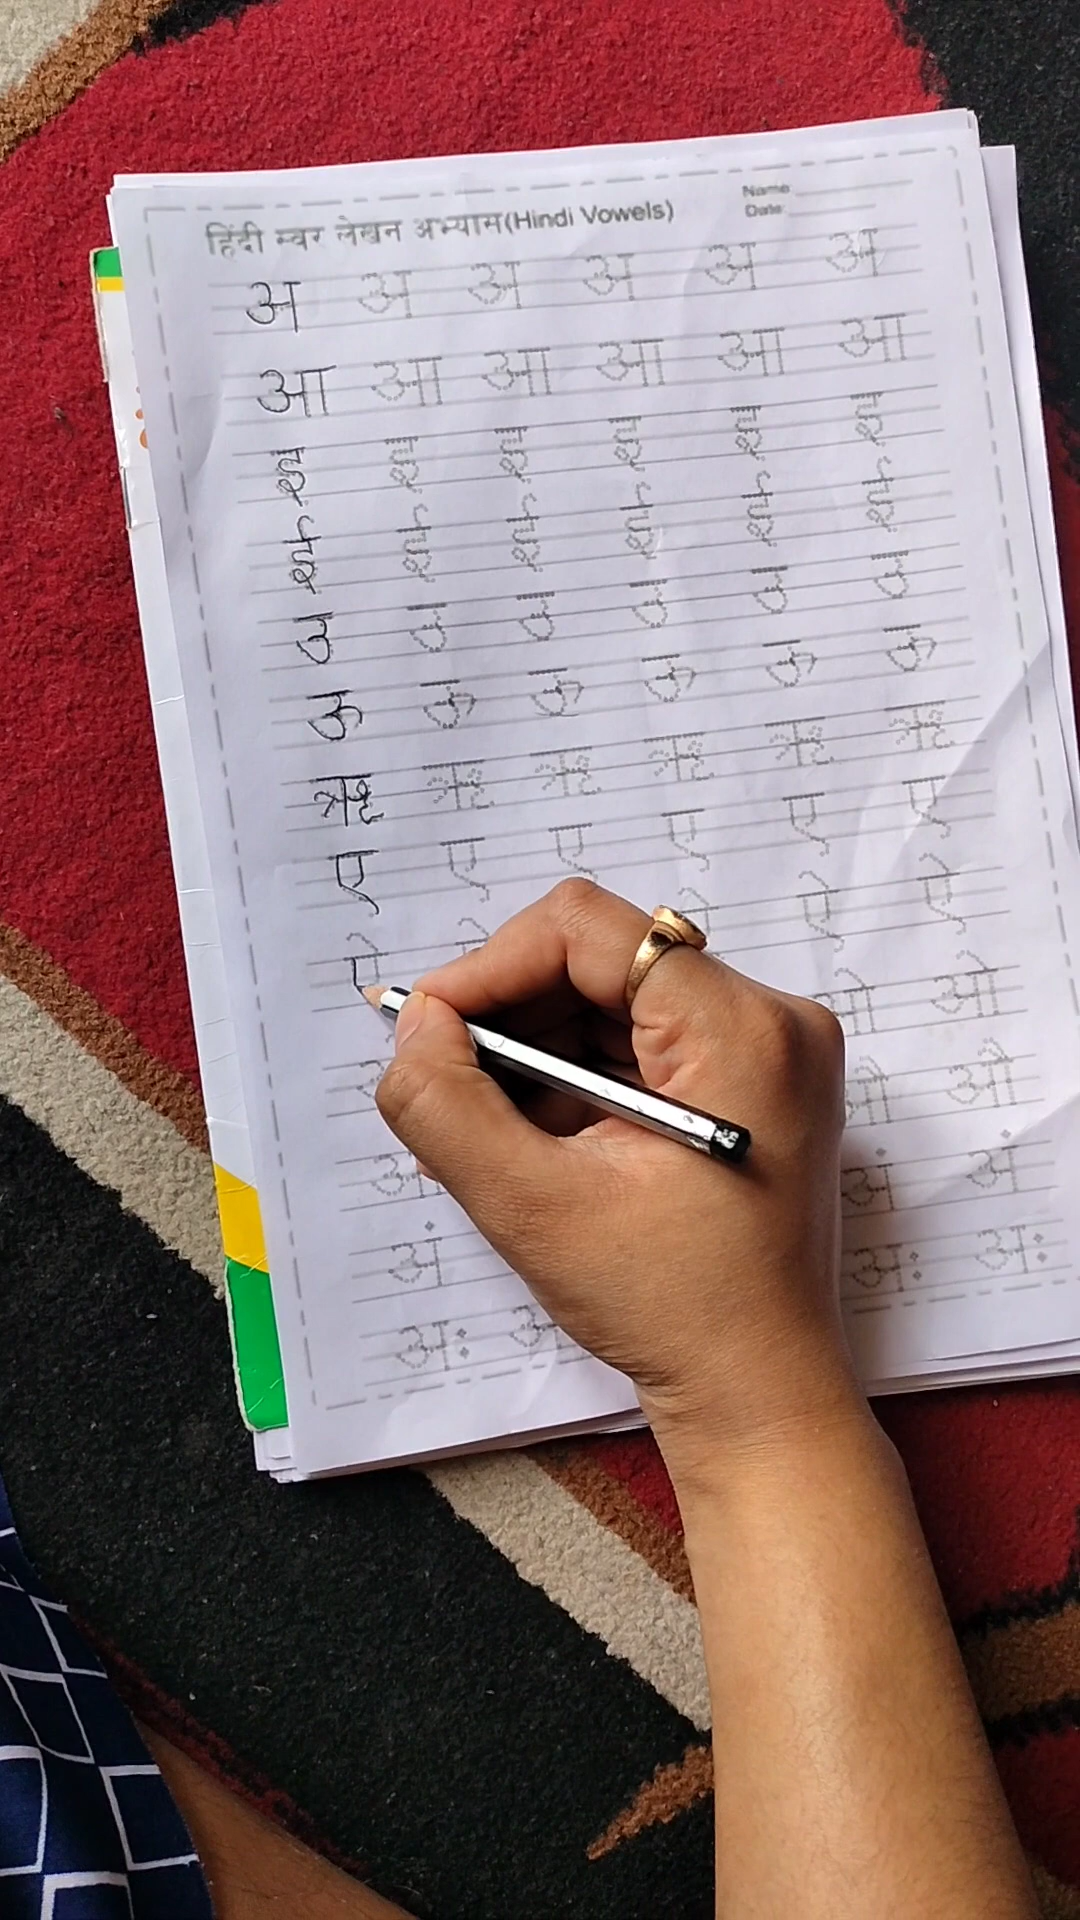 हिंदी स्वर लेखन अभ्यास(Hindi Vowels)
Name
Date:
अ अ अ अ अ अ
आ आ आ आ आ आ
इ इ इ इ इ इ
ई ई ई ई ई ई
उ उ उ उ उ उ
ऊ ऊ ऊ ऊ ऊ ऊ
ऋ ऋ ऋ ऋ ऋ ऋ
ए ए ए ए ए ए
ऐ ऐ ऐ ऐ
ओ ओ
औ औ
अं अं
अं अः अः
अः